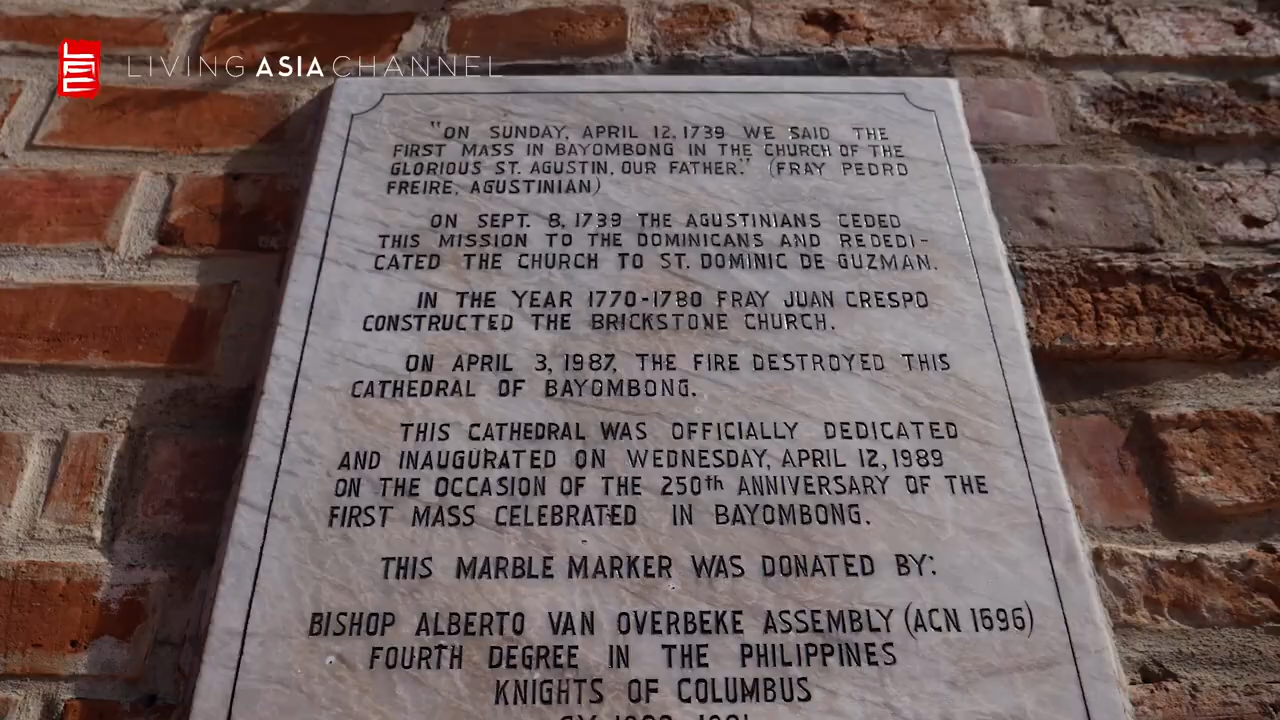 LIVING ASIA CHANNEL
"ON SUNDAY, APRIL 12, 1739 WE SAID THE
FIRST MASS IN BAYOMBONG IN THE CHURCH OF THE
GLORIOUS ST. AGUSTIN, OUR FATHER." (FRAY PEDRO
FREIRE, AGUSTINIAN)
ON SEPT. 8, 1739 THE AGUSTINIANS CEDED
THIS MISSION TO THE DOMINICANS AND REDEDI-
CATED THE CHURCH TO ST. DOMINIC DE GUZMAN.
IN THE YEAR 1770-1780 FRAY JUAN CRESPO
CONSTRUCTED THE BRICKSTONE CHURCH.
ON APRIL 3, 1987, THE FIRE DESTROYED THIS
CATHEDRAL OF BAYOMBONG.
THIS CATHEDRAL WAS OFFICIALLY DEDICATED
AND INAUGURATED ON WEDNESDAY, APRIL 12, 1989
ON THE OCCASION OF THE 250th ANNIVERSARY OF THE
FIRST MASS CELEBRATED IN BAYOMBONG.
THIS MARBLE MARKER WAS DONATED BY:
BISHOP ALBERTO VAN OVERBEKE ASSEMBLY (ACN 1696)
FOURTH DEGREE IN THE PHILIPPINES
KNIGHTS OF COLUMBUS